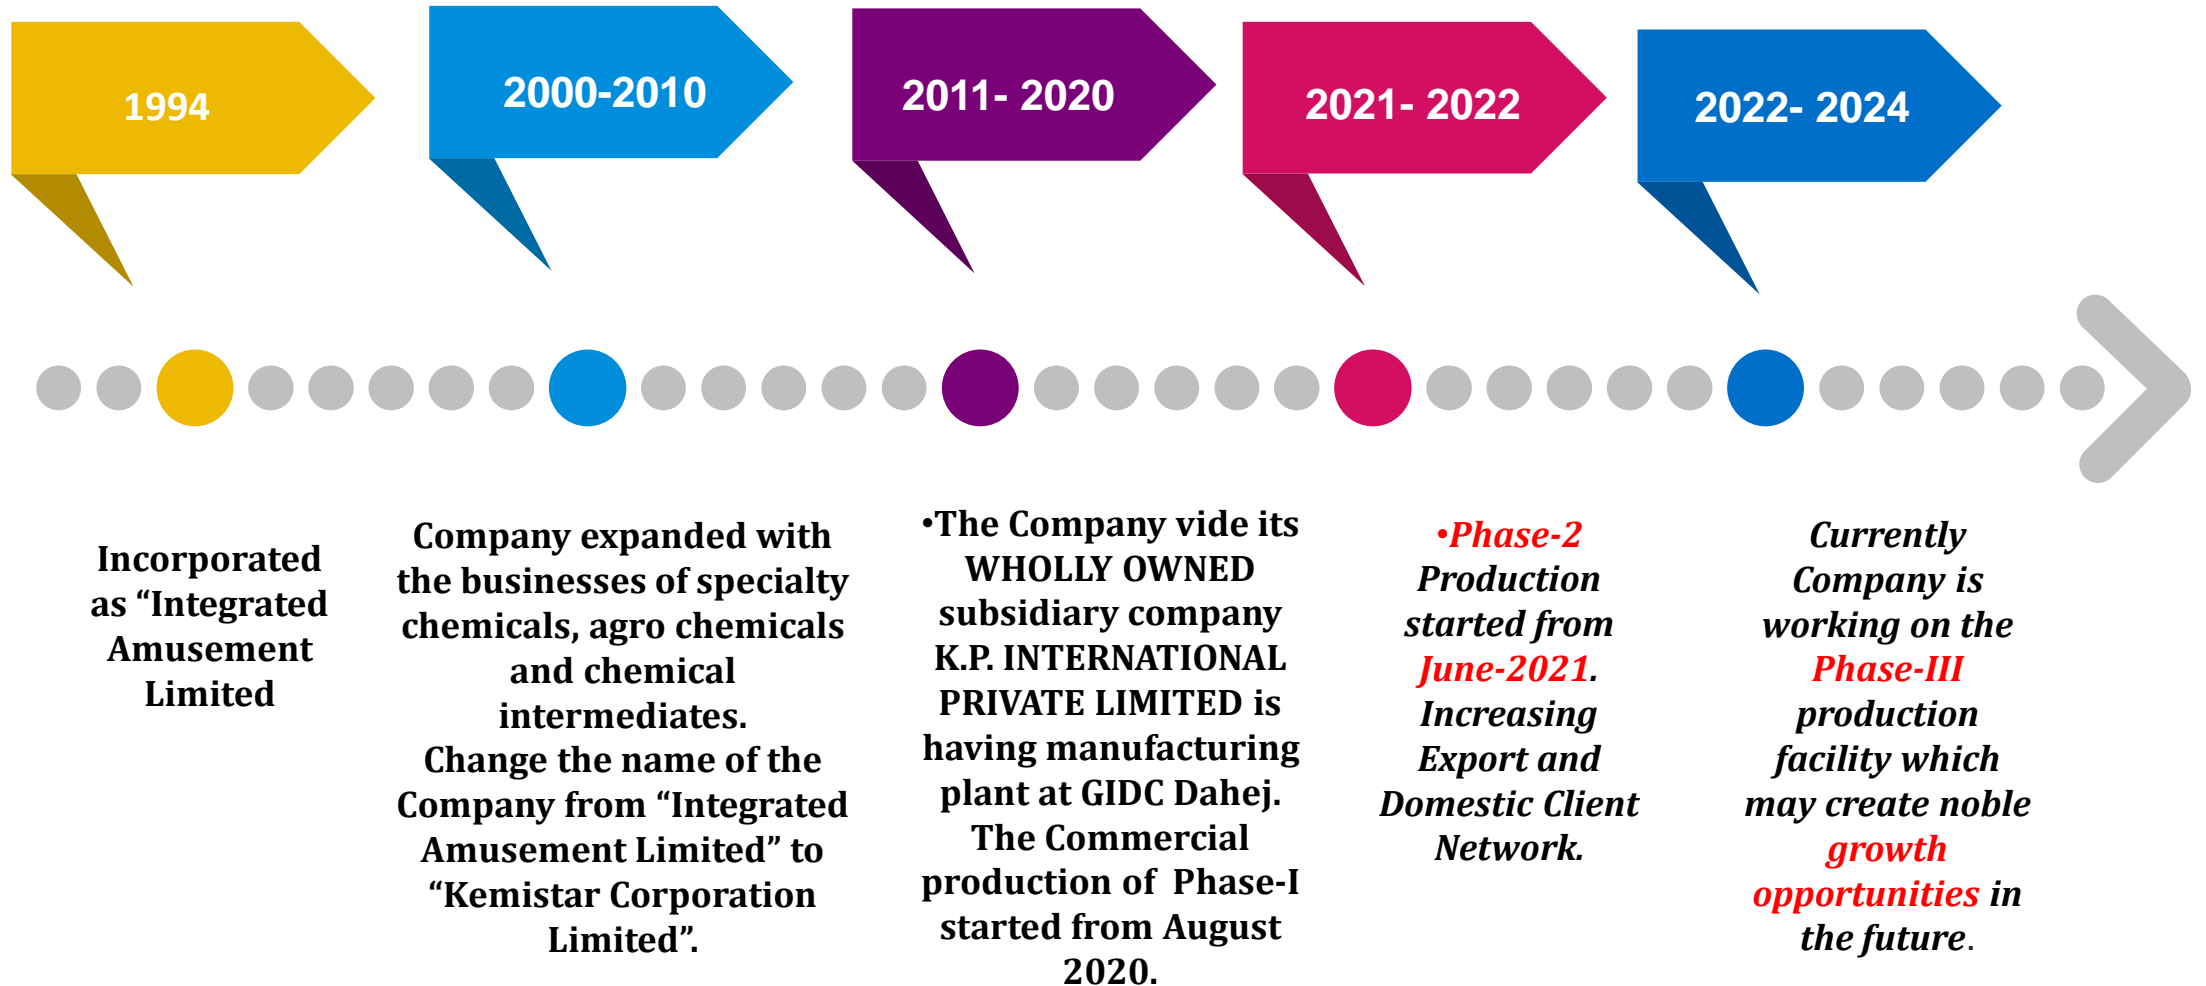 1994
2000-2010
2011- 2020
2021- 2022
2022- 2024
Incorporated
as “Integrated
Amusement
Limited
Company expanded with
the businesses of specialty
chemicals, agro chemicals
and chemical
intermediates.
Change the name of the
Company from “Integrated
Amusement Limited” to
“Kemistar Corporation
Limited”.
•The Company vide its
WHOLLY OWNED
subsidiary company
K.P. INTERNATIONAL
PRIVATE LIMITED is
having manufacturing
plant at GIDC Dahej.
The Commercial
production of Phase-I
started from August
2020.
•Phase-2
Production
started from
June-2021.
Increasing
Export and
Domestic Client
Network.
Currently
Company is
working on the
Phase-III
production
facility which
may create noble
growth
opportunities in
the future.